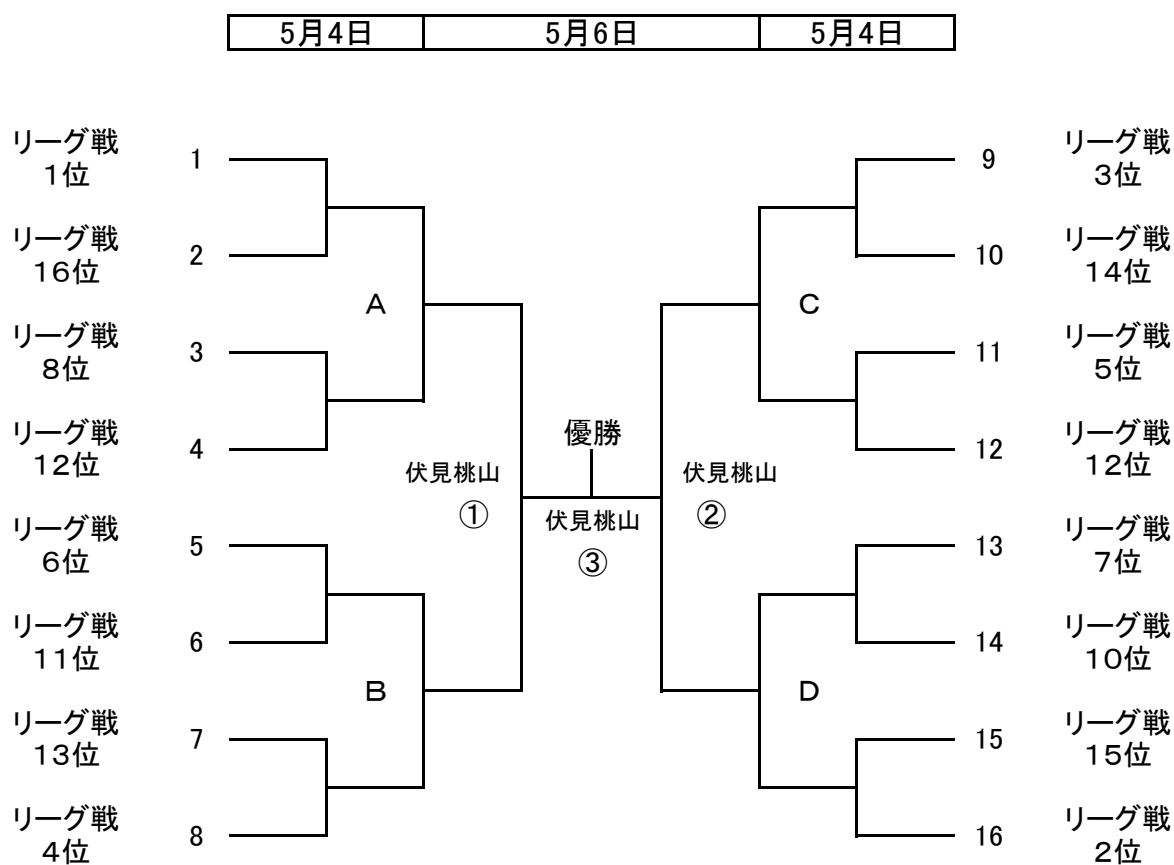 5月4日 5月6日 5月4日
リーグ戦
1位
1
リーグ戦
16位
2
A
リーグ戦
8位
3
リーグ戦
12位
4
リーグ戦
6位
5
リーグ戦
11位
6
B
リーグ戦
13位
7
リーグ戦
4位
8
伏見桃山
①
優勝
伏見桃山
③
伏見桃山
②
9
リーグ戦
3位
10
リーグ戦
14位
C
11
リーグ戦
5位
12
リーグ戦
12位
13
リーグ戦
7位
14
リーグ戦
10位
D
15
リーグ戦
15位
16
リーグ戦
2位